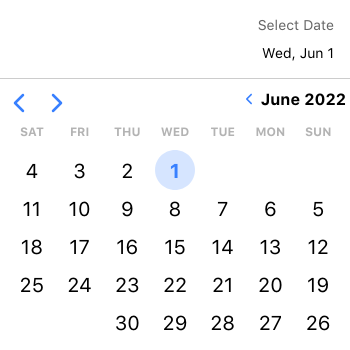 Select Date
Wed, Jun 1
June 2022
SAT FRI THU WED TUE MON SUN
4 3 2 1
11 10 9 8 7 6 5
18 17 16 15 14 13 12
25 24 23 22 21 20 19
30 29 28 27 26